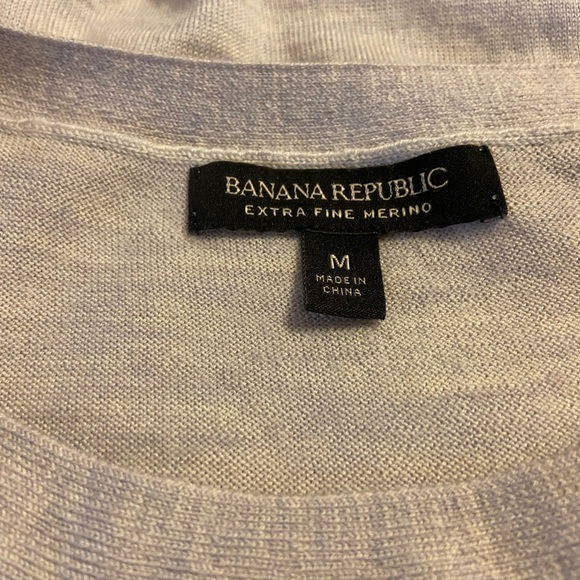 BANANA REPUBLIC
EXTRA FINE MERINO
M
MADE IN
CHINA